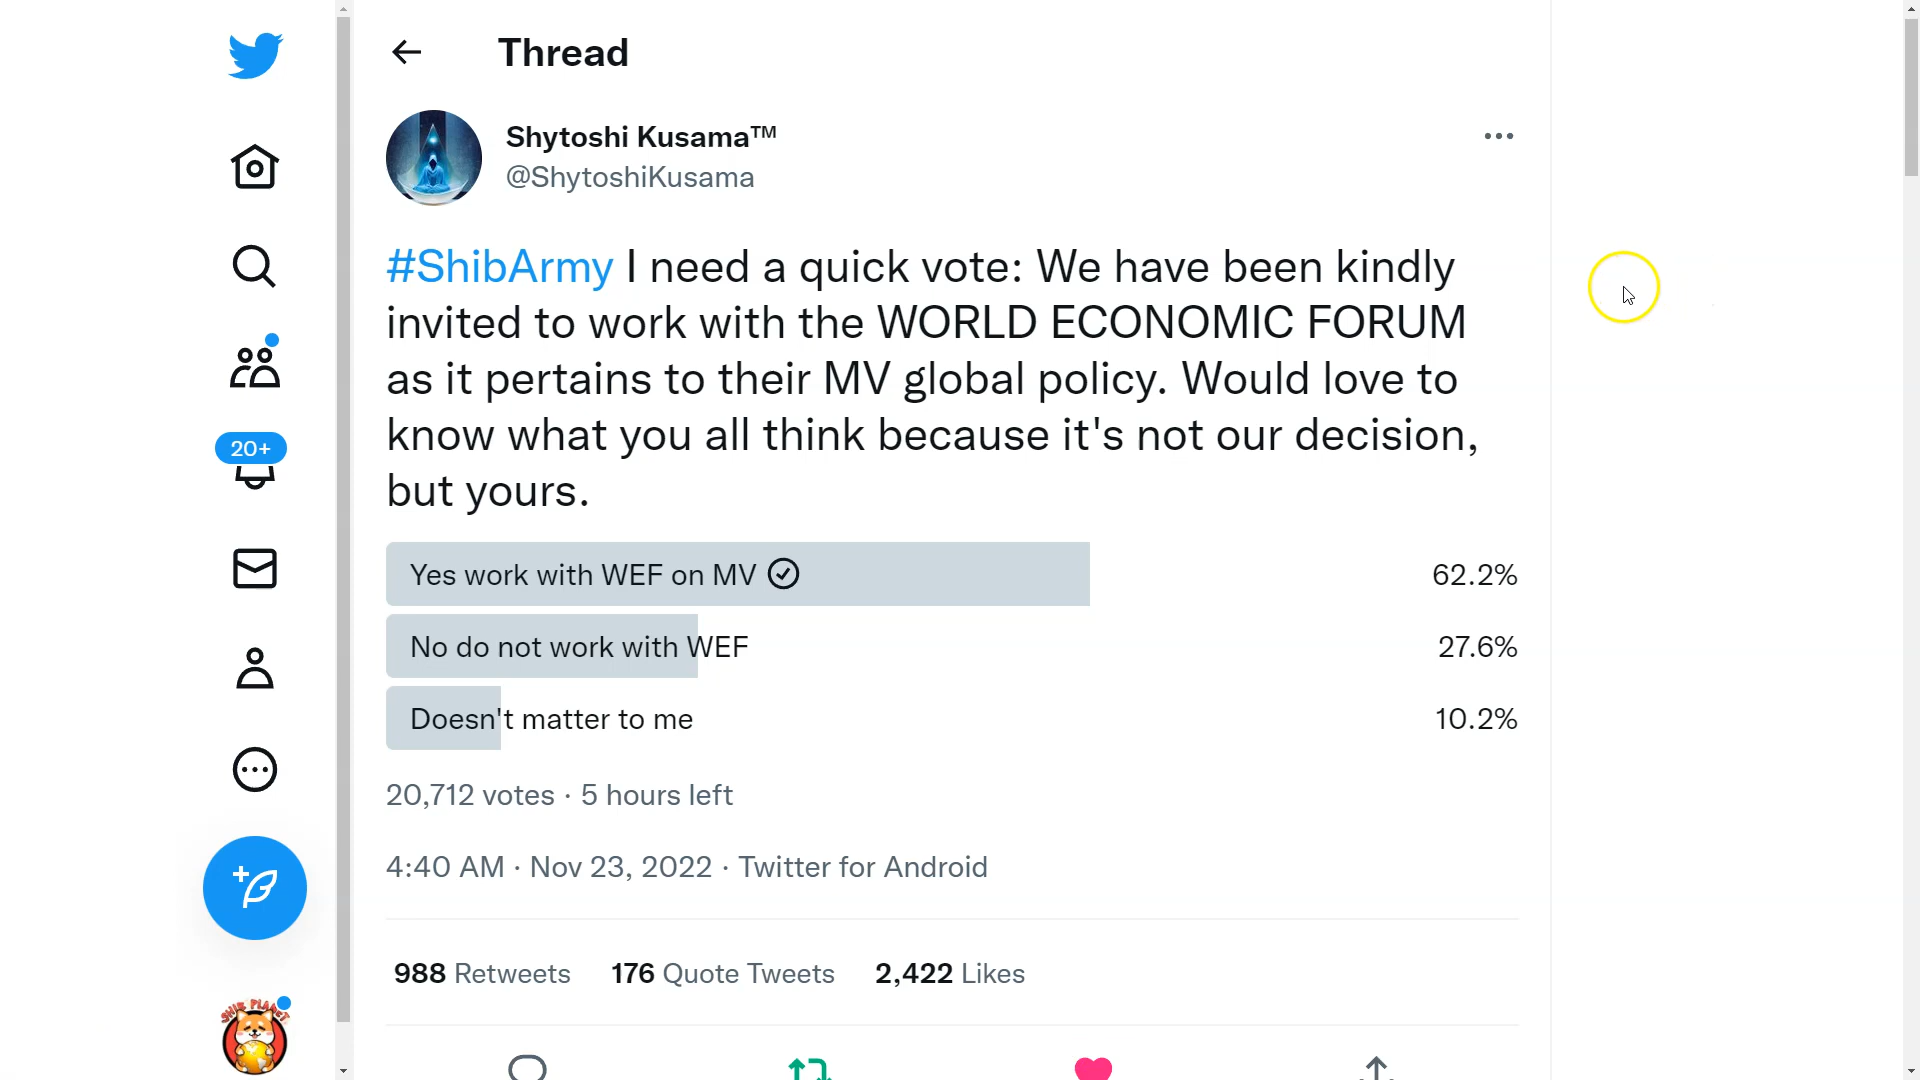 Thread
Shytoshi Kusama™
@ShytoshiKusama
#ShibArmy I need a quick vote: We have been kindly
invited to work with the WORLD ECONOMIC FORUM
as it pertains to their MV global policy. Would love to
know what you all think because it's not our decision,
but yours.
Yes work with WEF on MV 62.2%
No do not work with WEF 27.6%
Doesn't matter to me 10.2%
20,712 votes · 5 hours left
4:40 AM · Nov 23, 2022 · Twitter for Android
988 Retweets 176 Quote Tweets 2,422 Likes
20+
SHIB PLANET